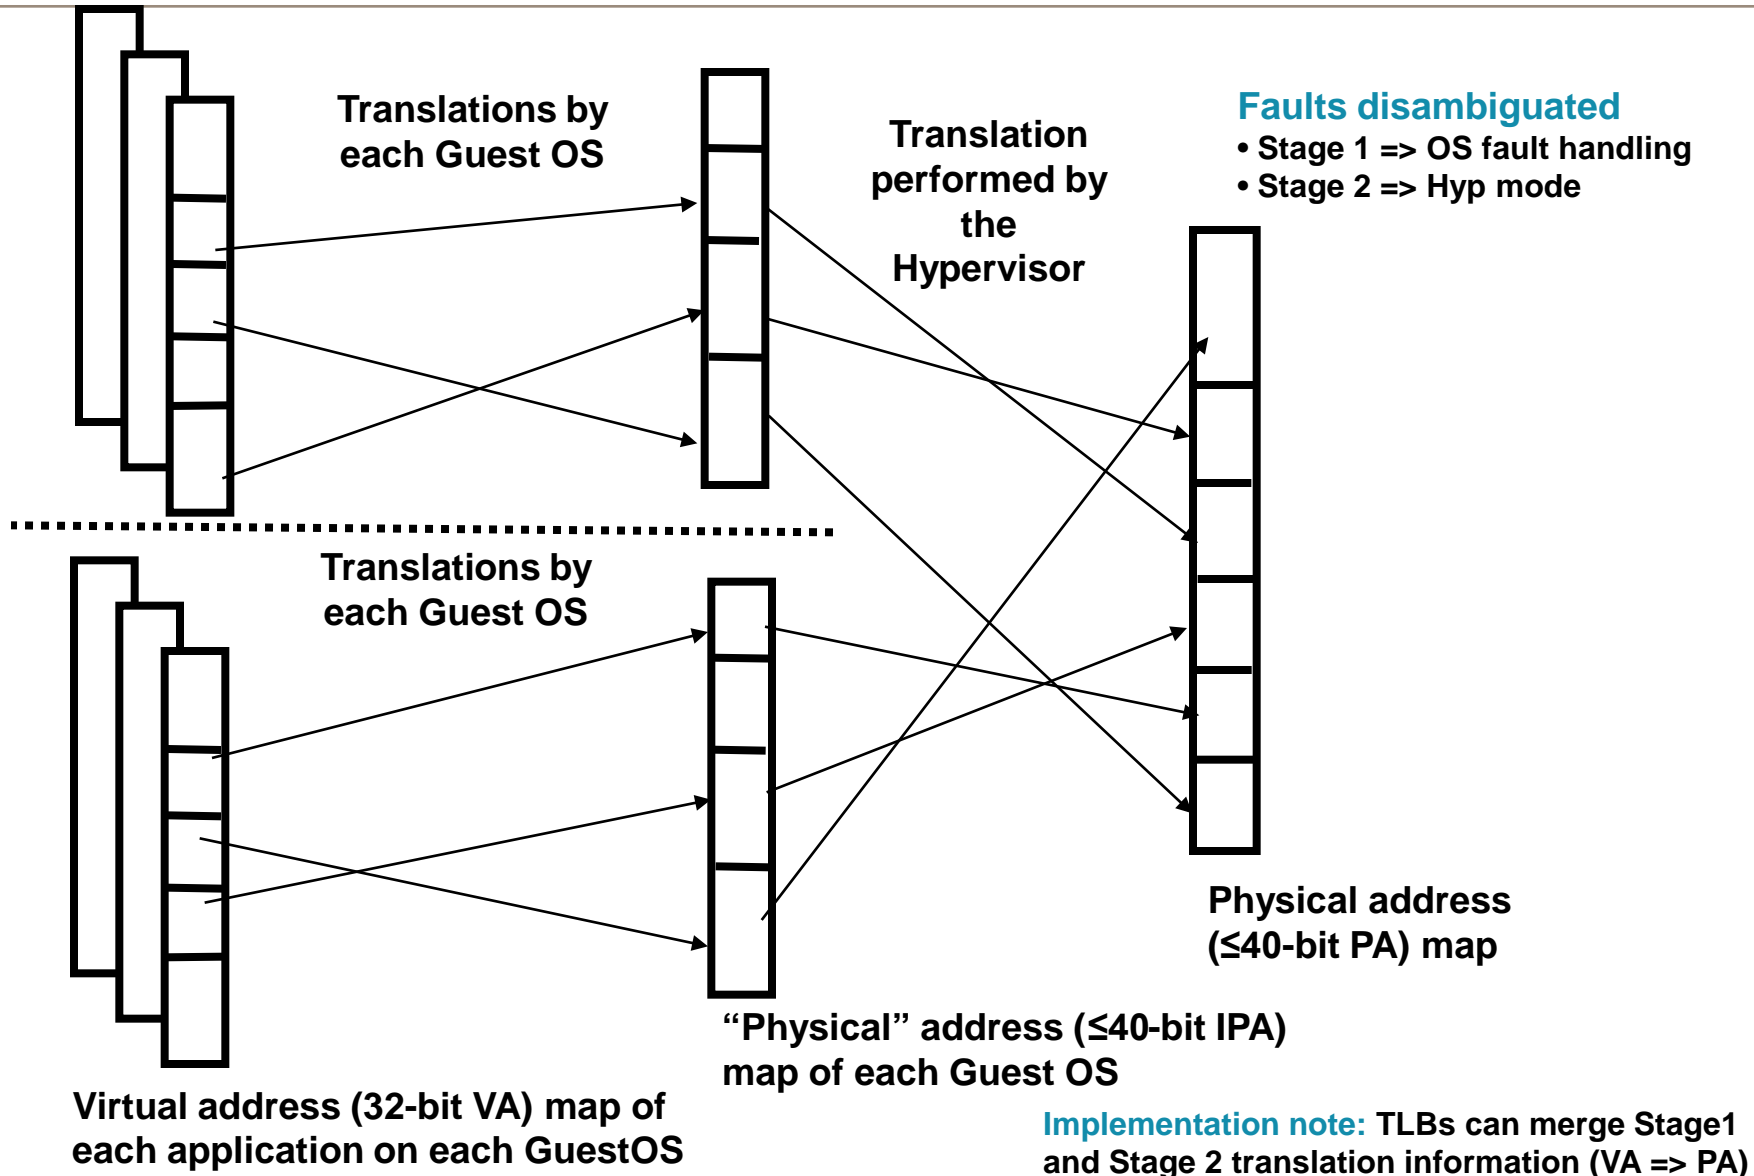 Translations by
each Guest OS
Translation
performed by
the
Hypervisor
Faults disambiguated
• Stage 1 => OS fault handling
• Stage 2 => Hyp mode
Translations by
each Guest OS
Physical address
(≤40-bit PA) map
“Physical” address (≤40-bit IPA)
map of each Guest OS
Virtual address (32-bit VA) map of
each application on each GuestOS
Implementation note: TLBs can merge Stage1
and Stage 2 translation information (VA => PA)